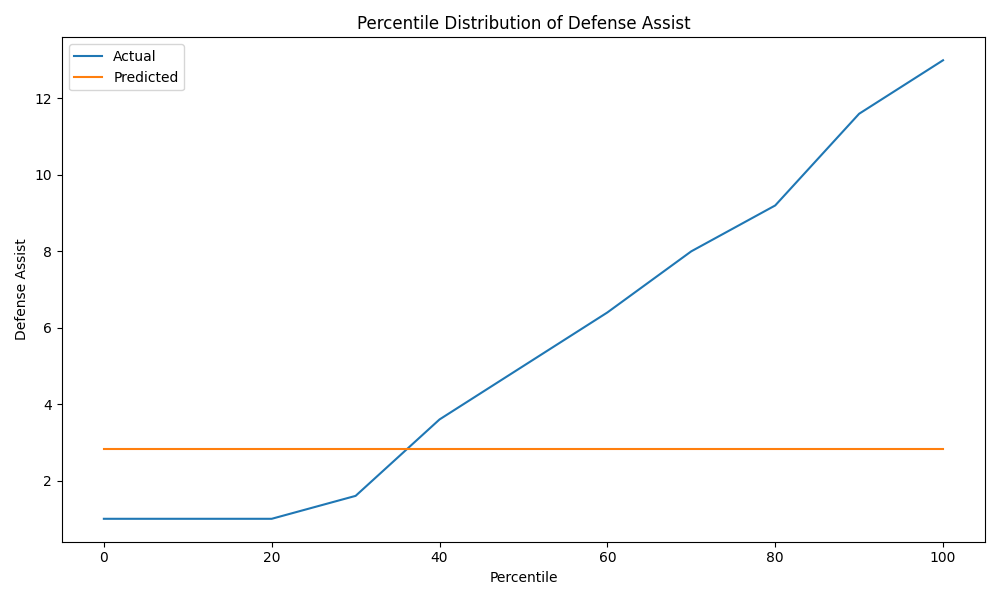 Percentile Distribution of Defense Assist
Actual
Predicted
12
10
8
6
4
2
Defense Assist
0 20 40 60 80 100
Percentile